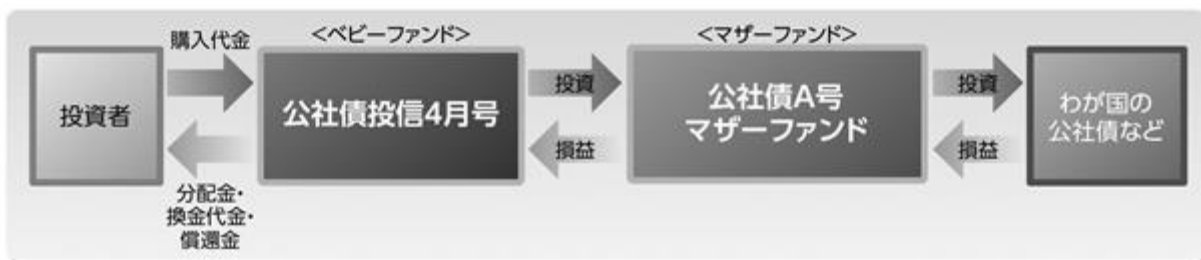 購入代金
<ベビーファンド>
<マザーファンド>
投資者
公社債投信4月号
投資
損益
公社債A号
マザーファンド
投資
損益
わが国の
公社債など
分配金・
換金代金・
償還金